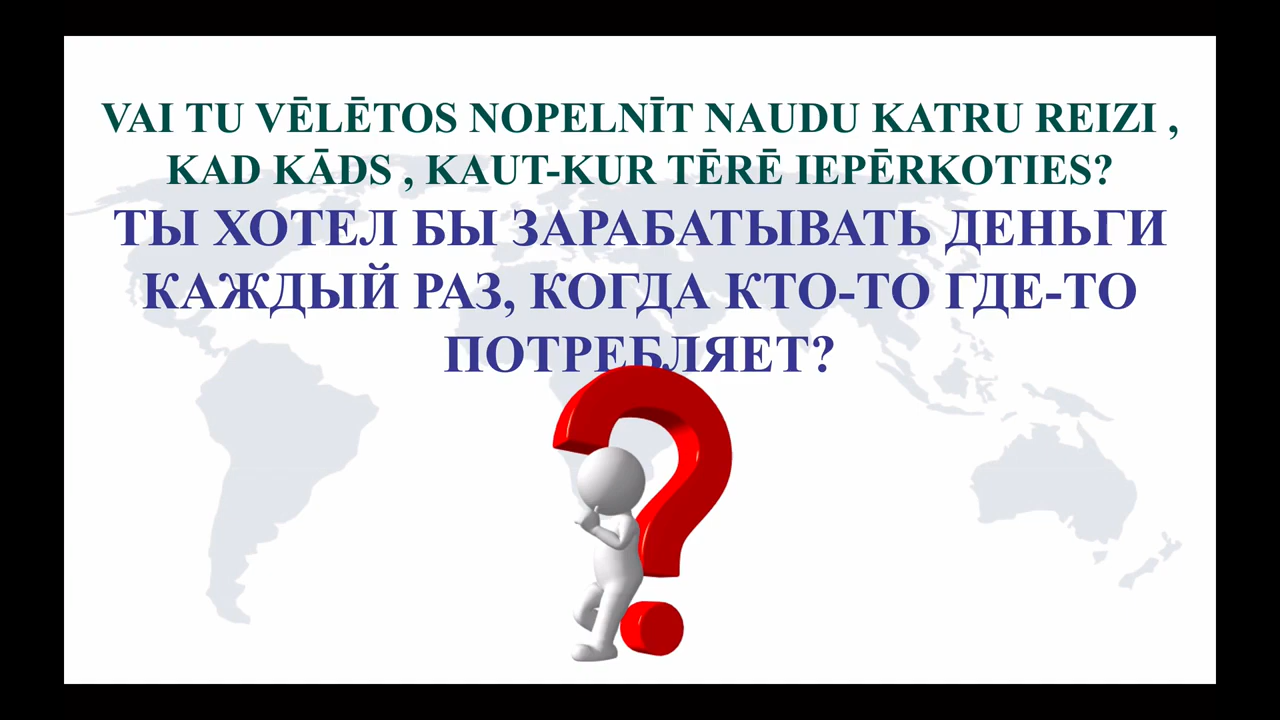 VAI TU VĒLĒTOS NOPELNĪT NAUDU KATRU REIZI ,
KAD KĀDS , KAUT-KUR TĒRĒ IEPĒRKOTIES?
ТЫ ХОТЕЛ БЫ ЗАРАБАТЫВАТЬ ДЕНЬГИ
КАЖДЫЙ РАЗ, КОГДА КТО-ТО ГДЕ-ТО
ПОТРЕБЛЯЕТ?